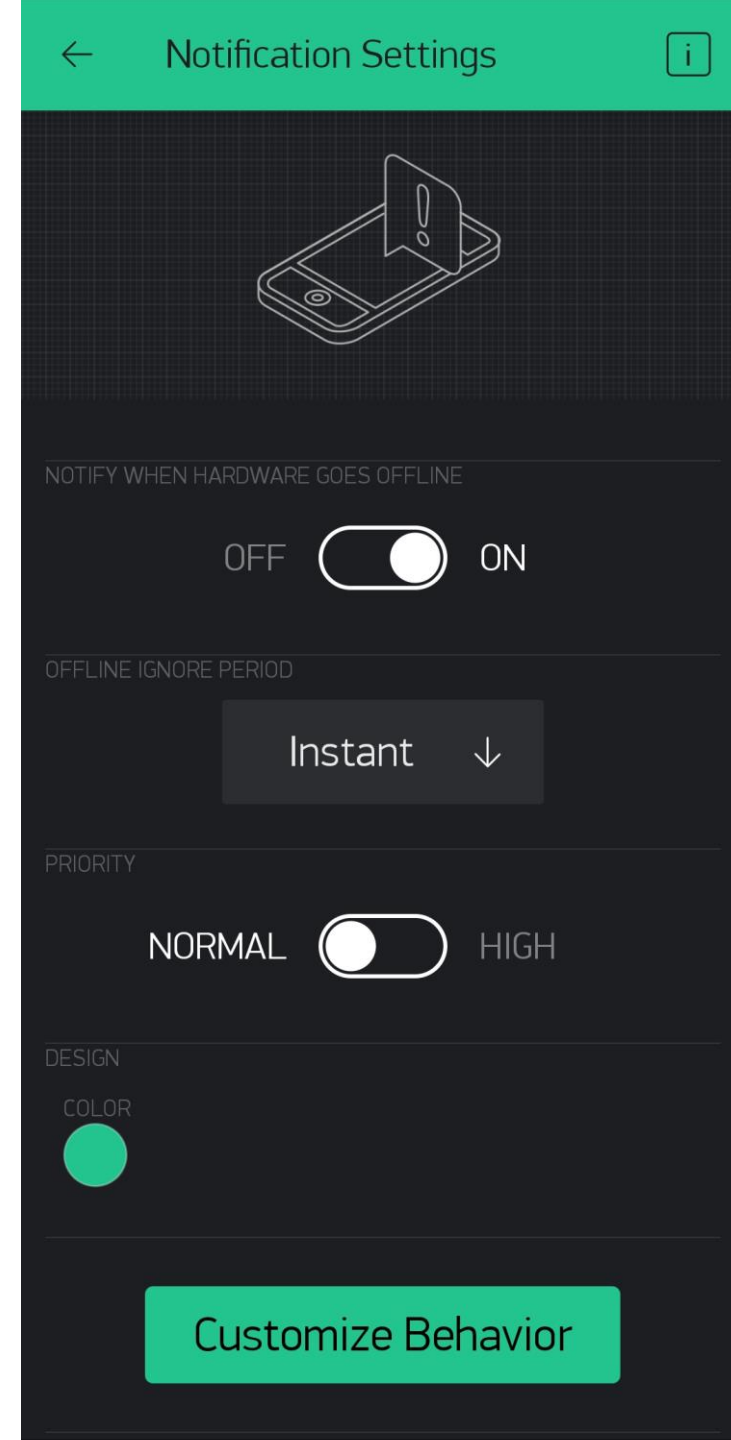 Notification Settings i
NOTIFY WHEN HARDWARE GOES OFFLINE
OFF ON
OFFLINE IGNORE PERIOD
Instant
PRIORITY
NORMAL HIGH
DESIGN
COLOR
Customize Behavior